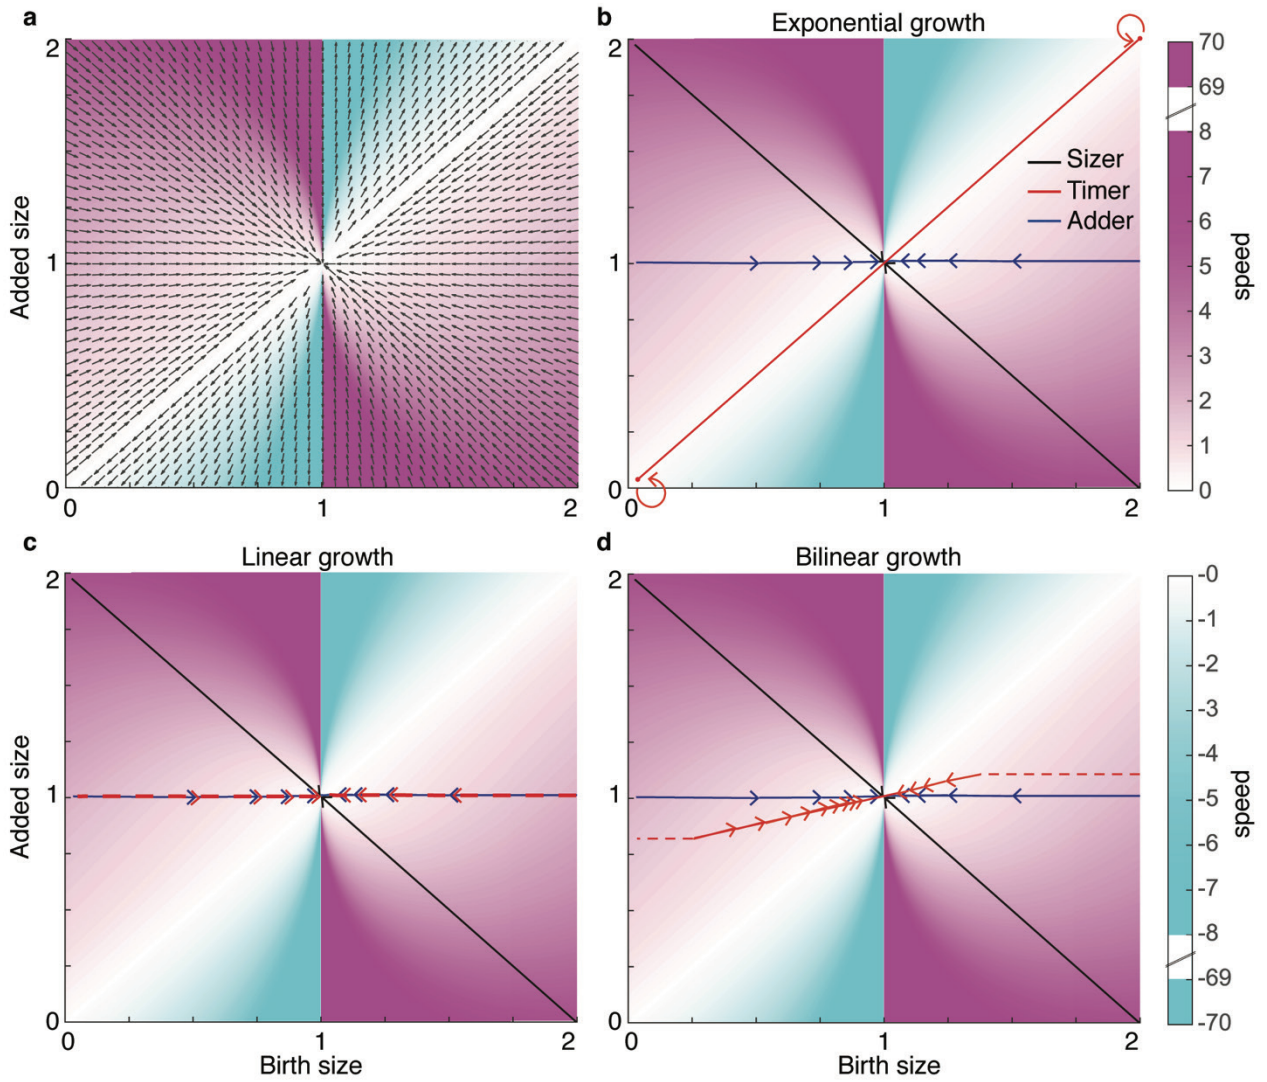 a
2
1
0
Added size
0
1
2
b
Exponential growth
2
1
0
0
1
2
Sizer
Timer
Adder
70
69
8
7
6
5
4
3
2
1
0
speed
c
Linear growth
2
1
0
Added size
0
1
2
Birth size
d
Bilinear growth
2
1
0
0
1
2
Birth size
-0
-1
-2
-3
-4
-5
-6
-7
-8
-69
-70
speed